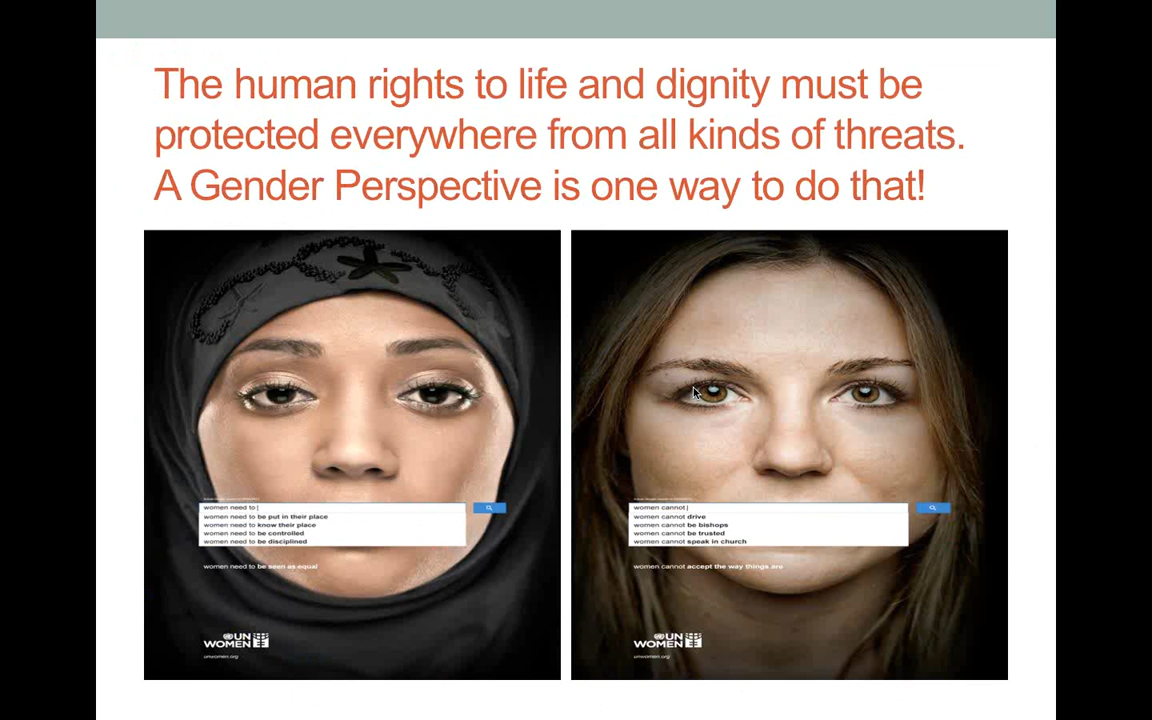 The human rights to life and dignity must be
protected everywhere from all kinds of threats.
A Gender Perspective is one way to do that!
women need to
women need to be put in their place
women need to know their place
women need to be controlled
women need to be disciplined
women need to be seen as equal
UN
WOMEN
unwomen.org
women cannot
women cannot drive
women cannot be bishops
women cannot be trusted
women cannot speak in church
women cannot accept the way things are
UN
WOMEN
unwomen.org